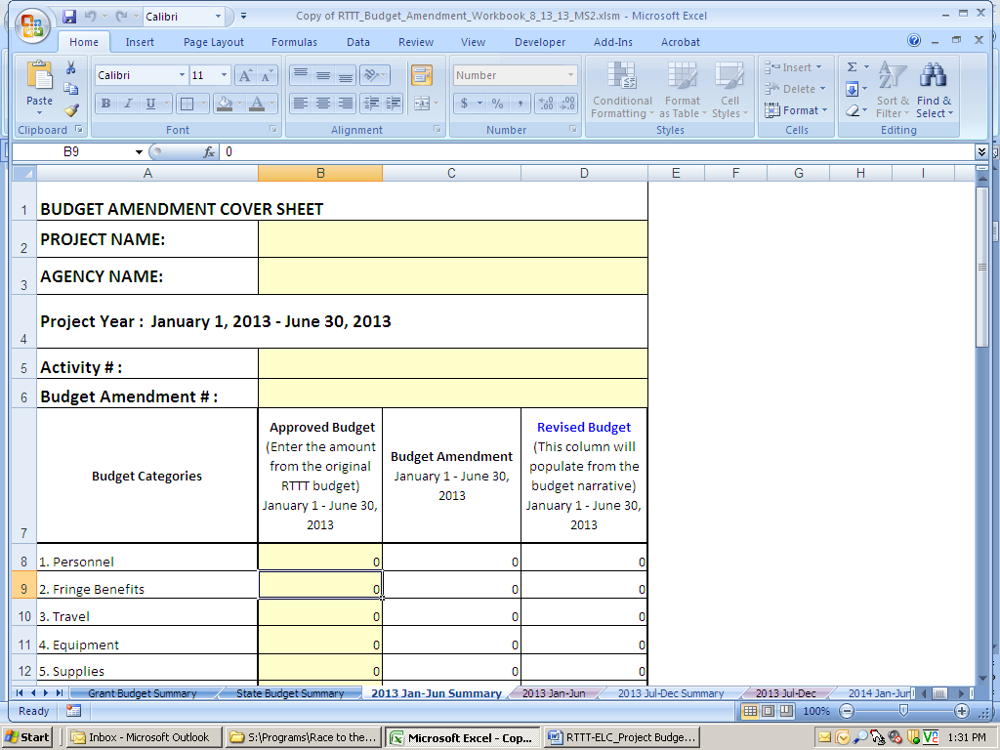 Calibri
Copy of RTTT_Budget_Amendment_Workbook_8_13_13_MS2.xlsm - Microsoft Excel
Home Insert Page Layout Formulas Data Review View Developer Add-Ins Acrobat
Paste
Calibri 11
B I U A
Number
$ % ,
Conditional Formatting
Format as Table
Cell Styles
Insert
Delete
Format
Σ
Sort & Filter
Find & Select
Clipboard Font Alignment Number Styles Cells Editing
B9 fx 0
A B C D E F G H I
1 BUDGET AMENDMENT COVER SHEET
2 PROJECT NAME:
3 AGENCY NAME:
4 Project Year : January 1, 2013 - June 30, 2013
5 Activity # :
6 Budget Amendment # :
7 Budget Categories
Approved Budget
(Enter the amount
from the original
RTTT budget)
January 1 - June 30,
2013
Budget Amendment
January 1 - June 30,
2013
Revised Budget
(This column will
populate from the
budget narrative)
January 1 - June 30,
2013
8 1. Personnel 0 0 0
9 2. Fringe Benefits 0 0 0
10 3. Travel 0 0 0
11 4. Equipment 0 0 0
12 5. Supplies 0 0 0
Grant Budget Summary State Budget Summary 2013 Jan-Jun Summary 2013 Jan-Jun 2013 Jul-Dec Summary 2013 Jul-Dec 2014 Jan-Jun
Ready 100%
Start Inbox - Microsoft Outlook S:\Programs\Race to the... Microsoft Excel - Cop... RTTT-ELC_Project Budge... 1:31 PM